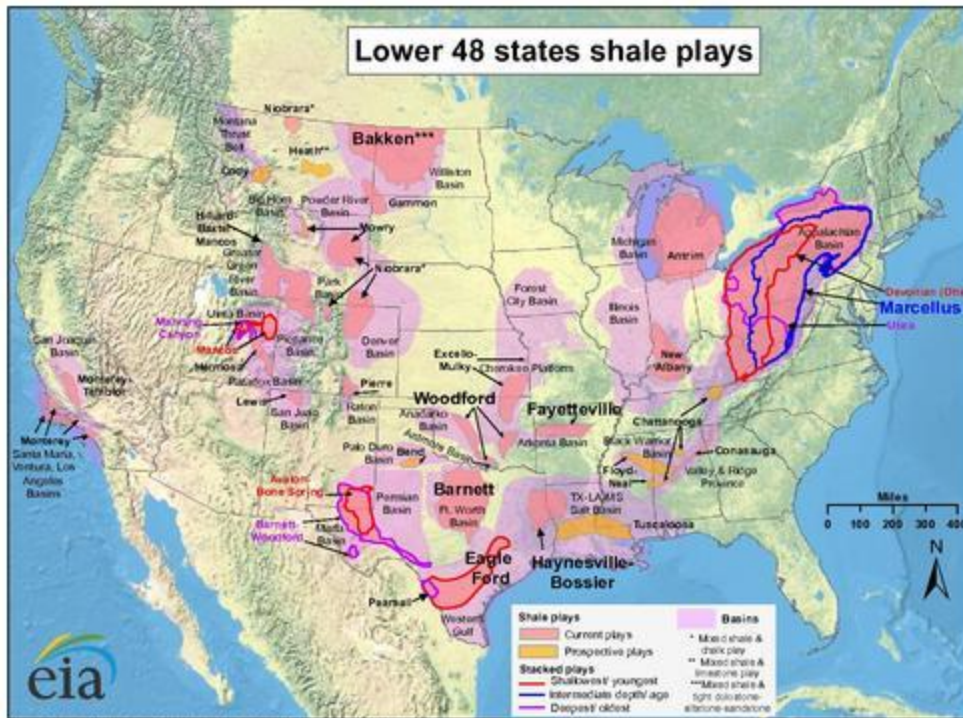 Lower 48 states shale plays
Niobrara*
Montana
Thrust
Belt
Bakken***
Heath**
Cody
Williston
Basin
Big Horn
Basin
Powder River
Basin
Gammon
Hilliard-
Baxter-
Mancos
Mowry
Greater
Green
River
Basin
Niobrara*
Park
Michigan
Basin
Antrim
Appalachian
Basin
Marcellus
Utica
Forest
City Basin
Illinois
Basin
Uinta Basin
Manning
Canyon
Mancos
Piceance
Basin
Denver
Basin
San Joaquin
Basin
Monterey-
Temblor
Hermosa
Paradox Basin
Lewis
San Juan
Basin
Pierre
Raton
Basin
Excello-
Mulky
Cherokee Platform
New
Albany
Woodford
Anadarko
Basin
Ardmore Basin
Fayetteville
Arkoma Basin
Chattanooga
Black Warrior
Basin
Conasauga
Floyd-
Neal
Valley & Ridge
Province
Monterey
Santa Maria,
Ventura, Los
Angeles
Basins
Palo Duro
Basin
Bend
Avalon-
Bone Spring
Permian
Basin
Barnett
Ft. Worth
Basin
TX-LA-MS
Salt Basin
Tuscaloosa
Barnett-
Woodford
Marfa
Basin
Eagle
Ford
Haynesville-
Bossier
Pearsall
Western
Gulf
Miles
0 100 200 300 400
N
Shale plays
Current plays
Prospective plays
Stacked plays
Shallowest/ youngest
Intermediate depth/ age
Deepest/ oldest
Basins
* Mixed shale &
chalk play
** Mixed shale &
limestone play
***Mixed shale &
tight dolostone-
siltstone-sandstone
eia